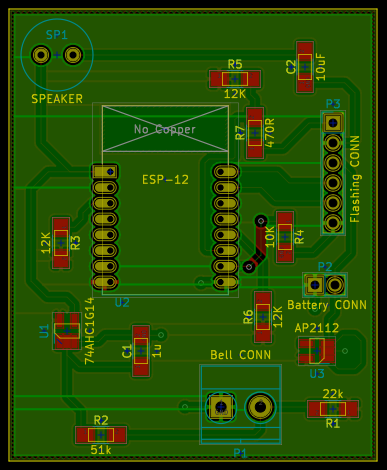 SP1
SPEAKER
R5
12K
C2
10uF
P3
Flashing CONN
R7
470R
No Copper
ESP-12
12K
R3
10K
R4
U2
P2
Battery CONN
U1
74AHC1G14
C1
1u
R6
12K
AP2112
U3
Bell CONN
P1
22k
R1
R2
51k